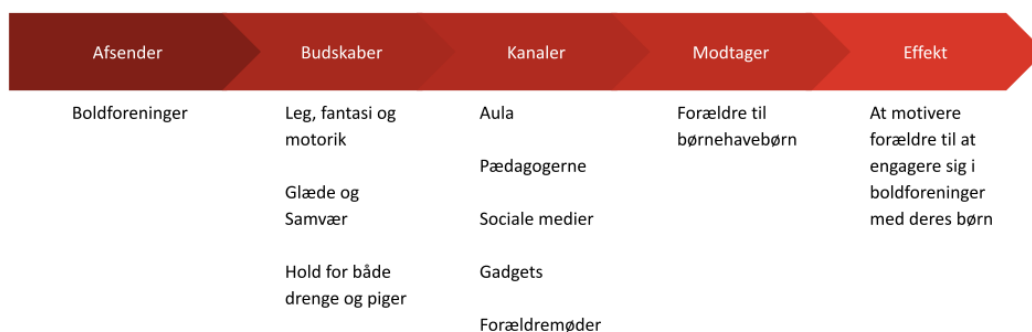 Afsender
Budskaber
Kanaler
Modtager
Effekt
Boldforeninger
Leg, fantasi og
motorik
Glæde og
Samvær
Hold for både
drenge og piger
Aula
Pædagogerne
Sociale medier
Gadgets
Forældremøder
Forældre til
børnehavebørn
At motivere
forældre til at
engagere sig i
boldforeninger
med deres børn